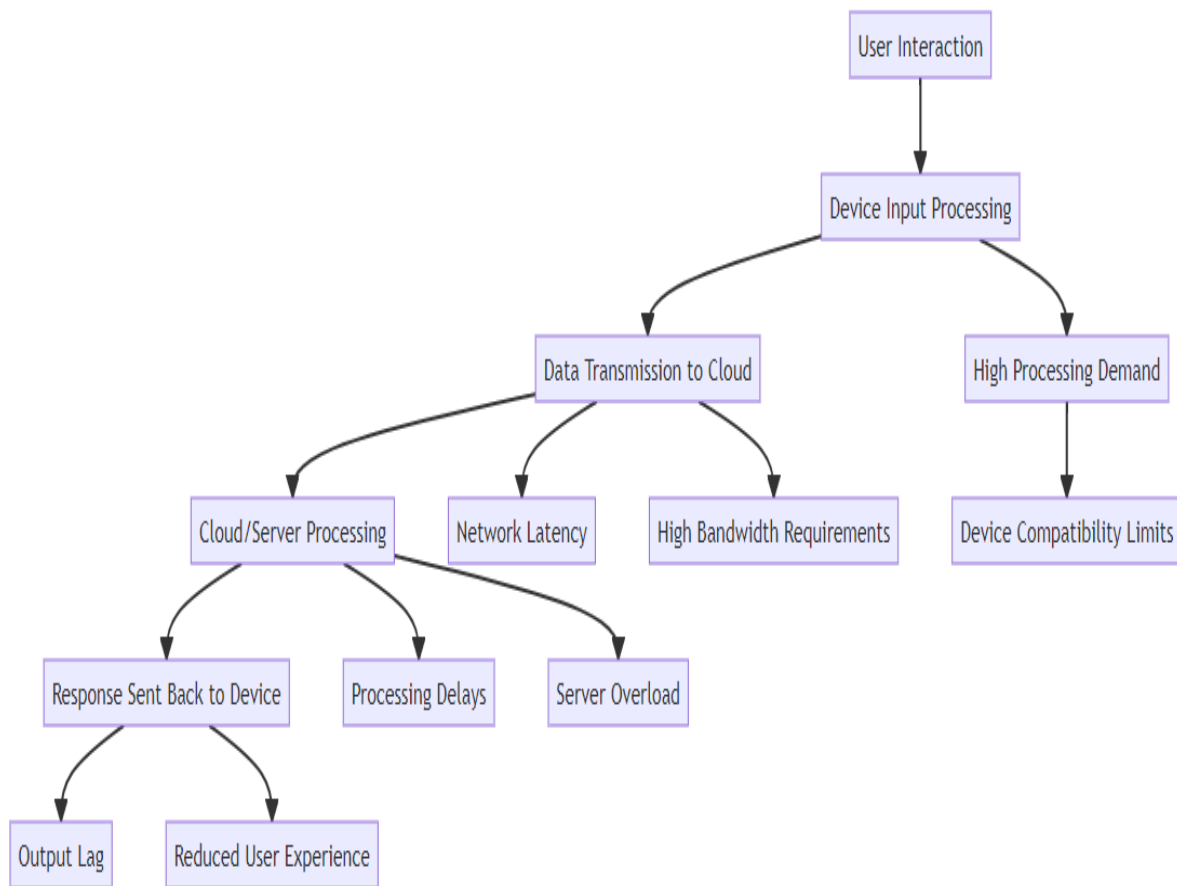 User Interaction
Device Input Processing
Data Transmission to Cloud
High Processing Demand
Cloud/Server Processing
Network Latency
High Bandwidth Requirements
Device Compatibility Limits
Response Sent Back to Device
Processing Delays
Server Overload
Output Lag
Reduced User Experience